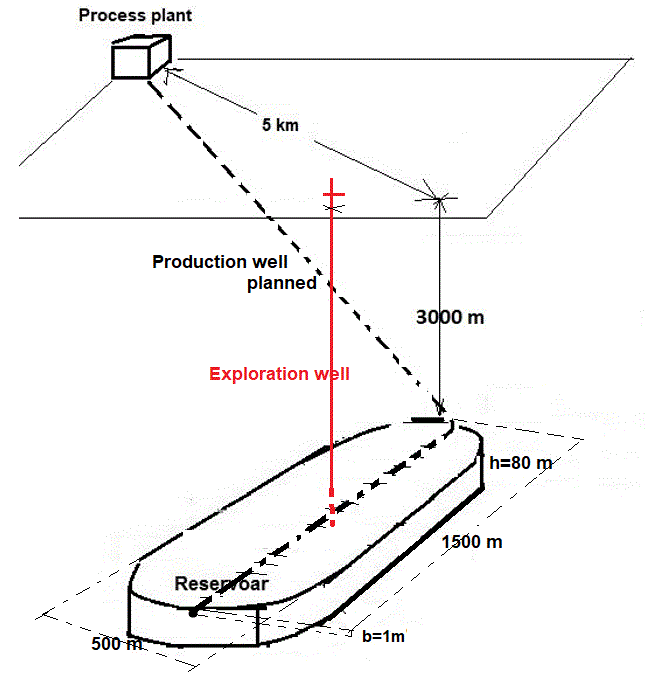 Process plant
5 km
Production well
planned
3000 m
Exploration well
h=80 m
1500 m
Reservoar
b=1m
500 m